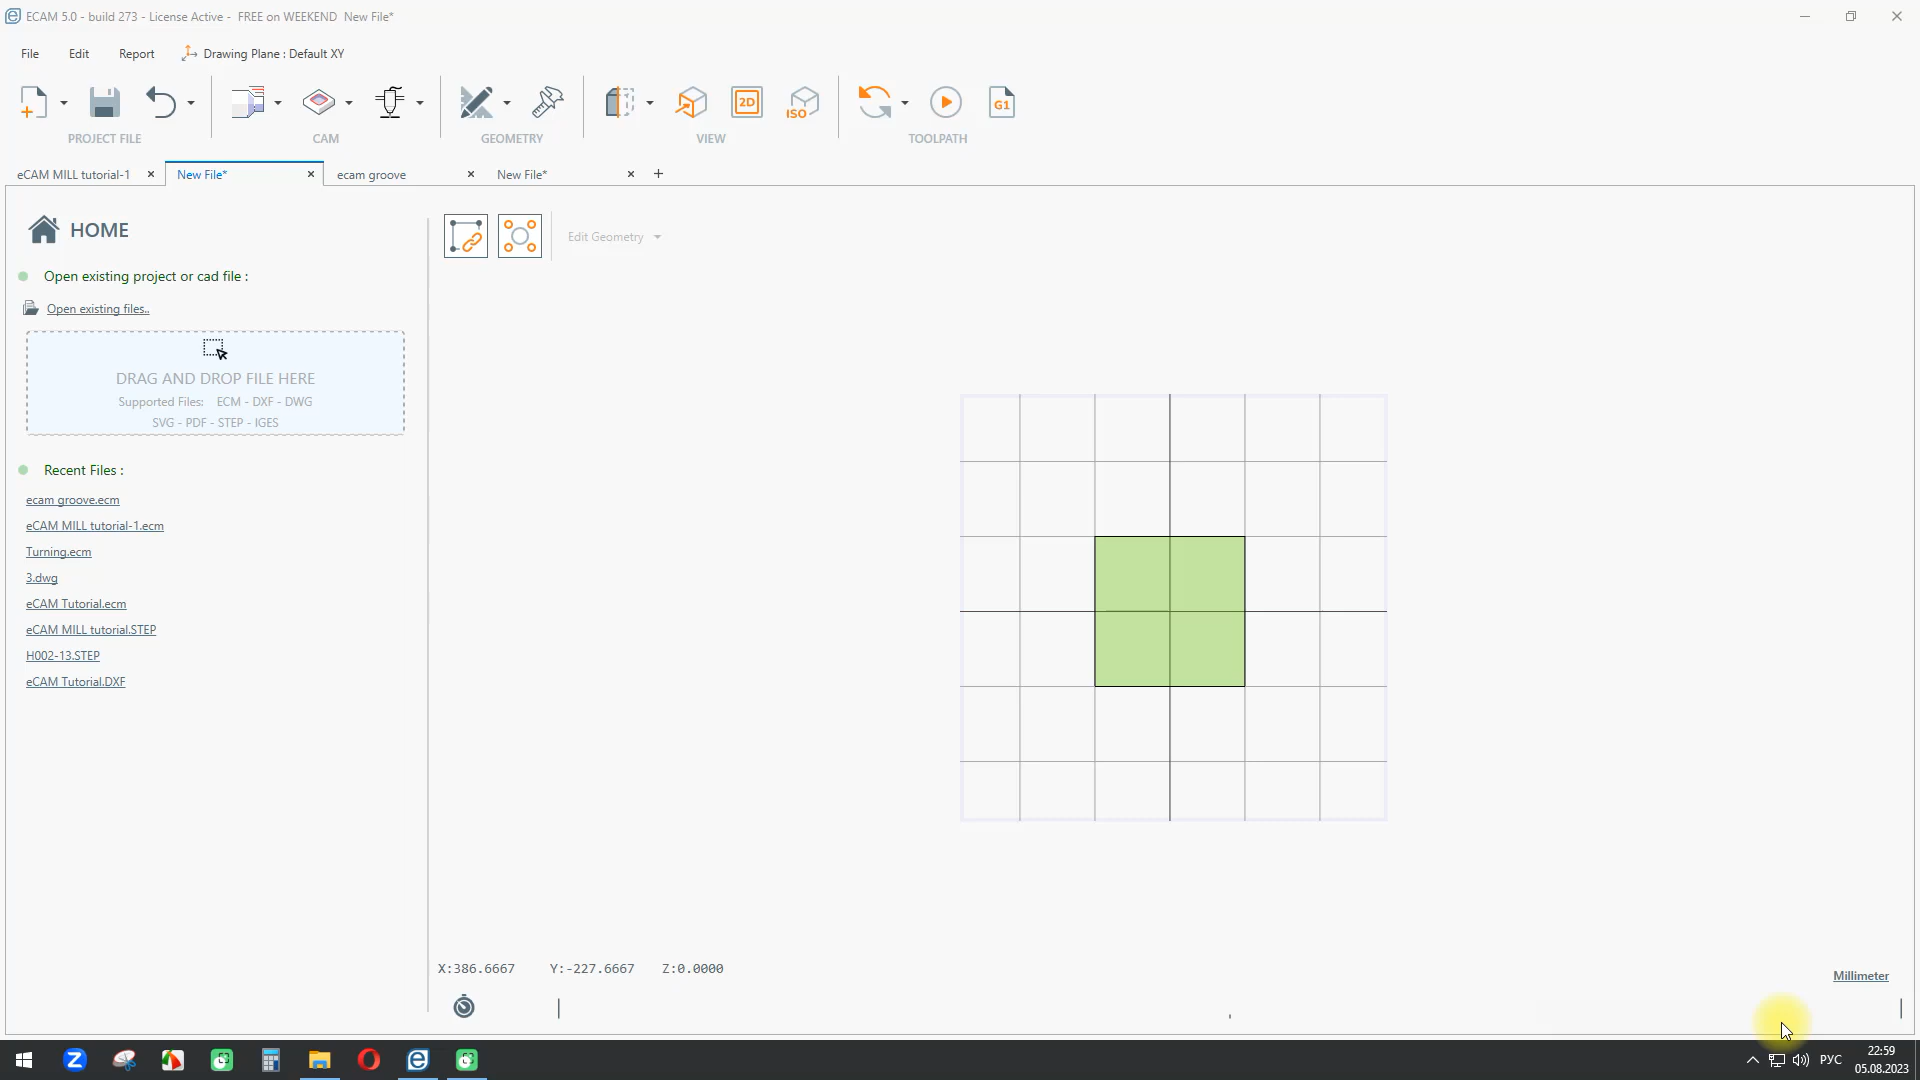 ECAM 5.0 - build 273 - License Active -  FREE on WEEKEND  New File*
File Edit Report Drawing Plane : Default XY
2D ISO G1
PROJECT FILE CAM GEOMETRY VIEW TOOLPATH
eCAM MILL tutorial-1 New File* ecam groove New File* +
HOME
Edit Geometry
Open existing project or cad file :
Open existing files..
DRAG AND DROP FILE HERE
Supported Files: ECM - DXF - DWG
SVG - PDF - STEP - IGES
Recent Files :
ecam groove.ecm
eCAM MILL tutorial-1.ecm
Turning.ecm
3.dwg
eCAM Tutorial.ecm
eCAM MILL tutorial.STEP
H002-13.STEP
eCAM Tutorial.DXF
X:386.6667 Y:-227.6667 Z:0.0000
Millimeter
РУС
22:59
05.08.2023